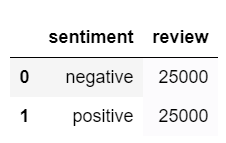 sentiment review
0 negative 25000
1 positive 25000